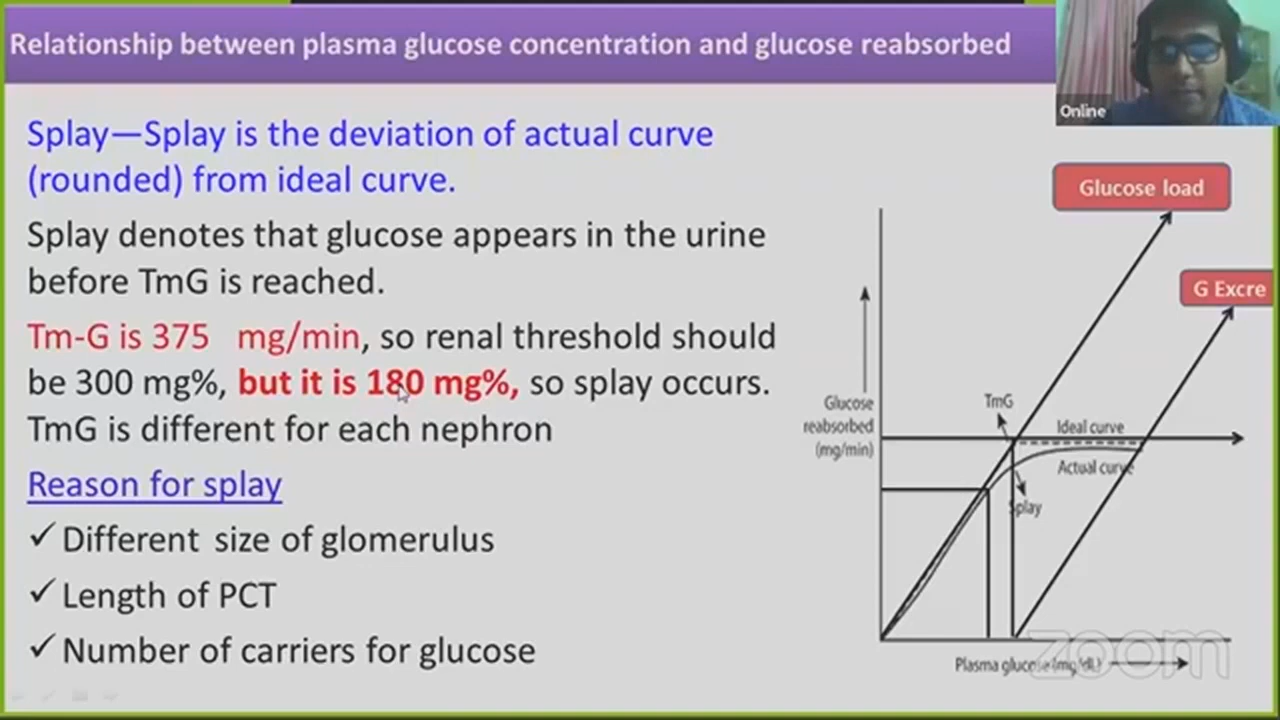 Relationship between plasma glucose concentration and glucose reabsorbed
Online
Splay—Splay is the deviation of actual curve
(rounded) from ideal curve.
Splay denotes that glucose appears in the urine
before TmG is reached.
Tm-G is 375 mg/min, so renal threshold should
be 300 mg%, but it is 180 mg%, so splay occurs.
TmG is different for each nephron
Reason for splay
✓ Different size of glomerulus
✓ Length of PCT
✓ Number of carriers for glucose
Glucose load
G Excre
TmG
Ideal curve
Glucose
reabsorbed
(mg/min)
Actual curve
Splay
Plasma glucose (mg/dL)
zoom